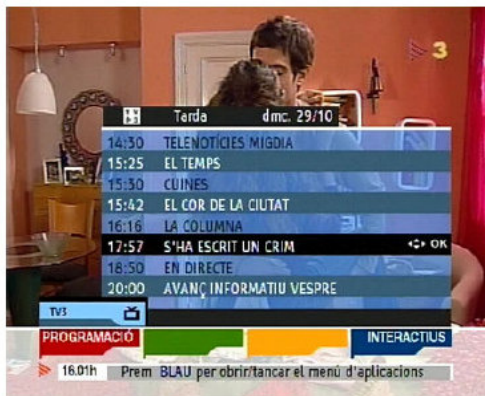 3
Tarda dmc. 29/10
14:30 TELENOTÍCIES MIGDIA
15:25 EL TEMPS
15:30 CUINES
15:42 EL COR DE LA CIUTAT
16:16 LA COLUMNA
17:57 S'HA ESCRIT UN CRIM OK
18:50 EN DIRECTE
20:00 AVANÇ INFORMATIU VESPRE
TV3
PROGRAMACIÓ INTERACTIUS
16.01h Prem BLAU per obrir/tancar el menú d'aplicacions